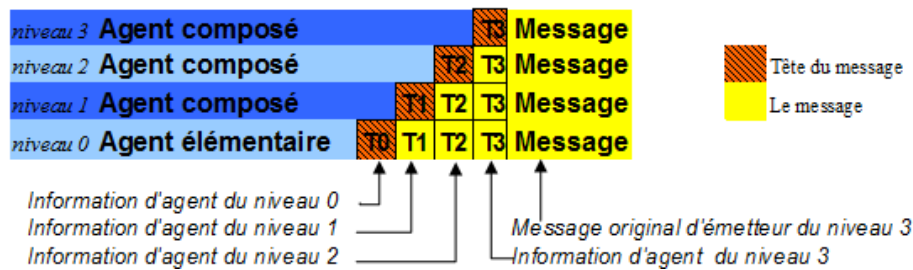 niveau 3 Agent composé T3 Message
niveau 2 Agent composé T2 T3 Message
Tête du message
niveau 1 Agent composé T1 T2 T3 Message
Le message
niveau 0 Agent élémentaire T0 T1 T2 T3 Message
Information d'agent du niveau 0
Information d'agent du niveau 1
Message original d'émetteur du niveau 3
Information d'agent du niveau 2
Information d'agent du niveau 3